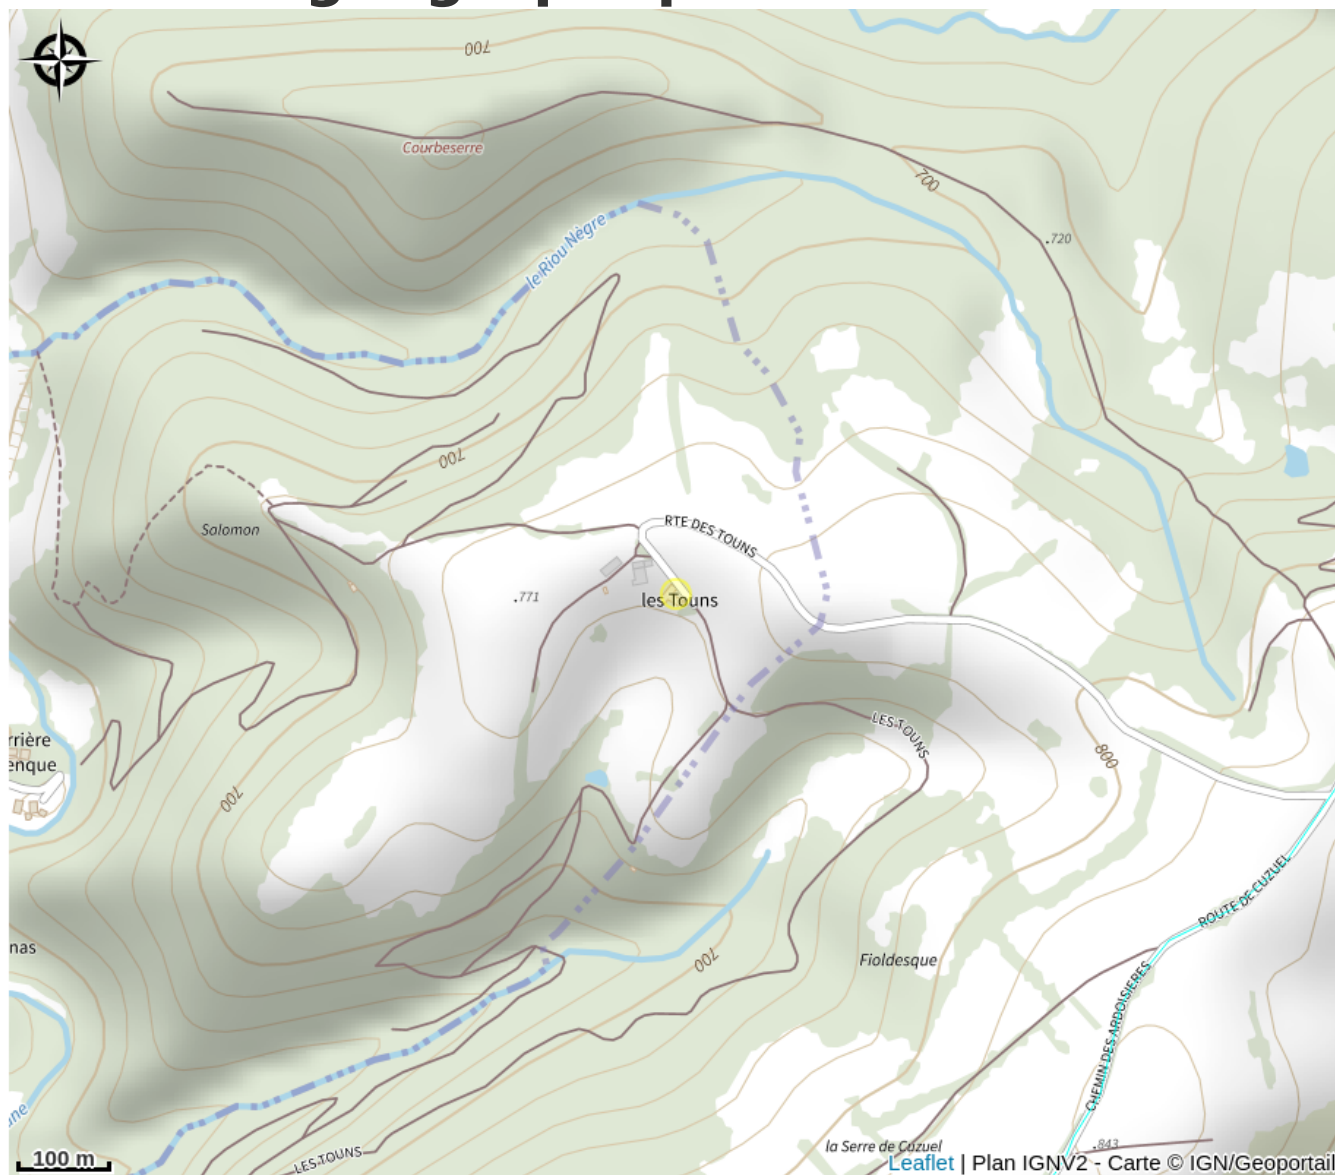 700
Courbeserre
700
.720
le Riou Nègre
700
RTE DES TOUNS
Salomon
.771
les Touns
LES TOUNS
rrière
enque
800
700
ROUTE DE CUZUEL
nas
700
Fioldesque
CHEMIN DES ARDOISIERES
ne
la Serre de Cuzuel
.843
100 m
LES TOUNS
Leaflet | Plan IGNV2 - Carte © IGN/Geoportail